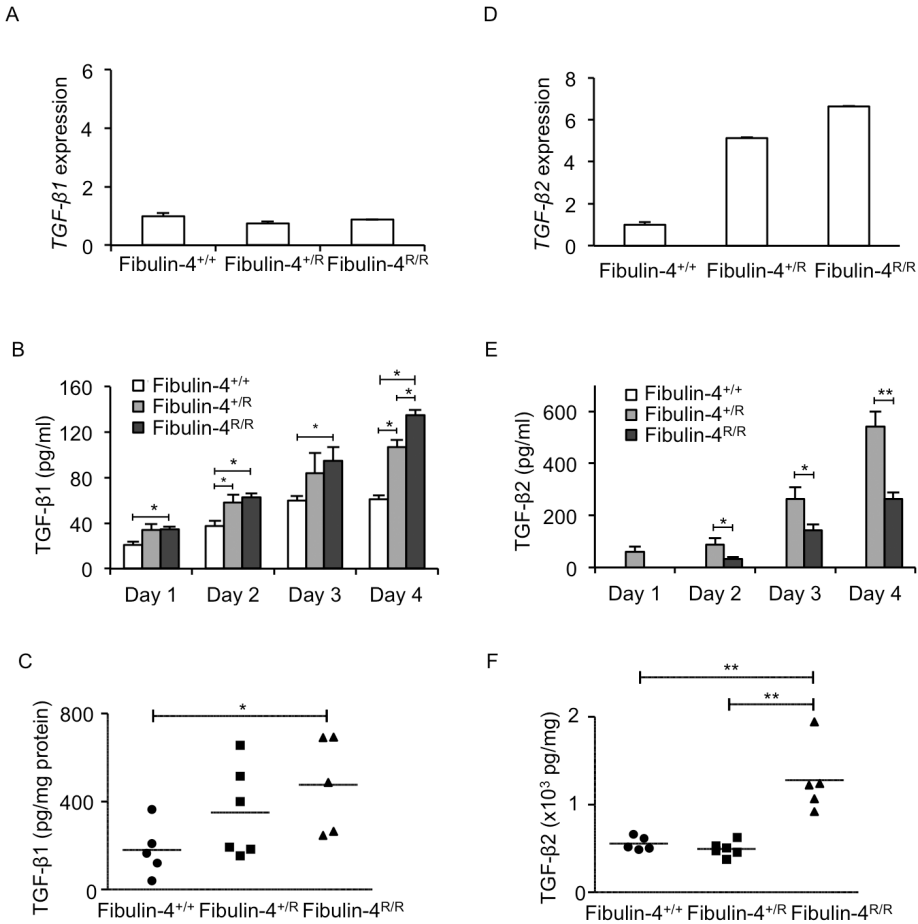 A
TGF-β1 expression
6
4
2
0
Fibulin-4+/+ Fibulin-4+/R Fibulin-4R/R
D
TGF-β2 expression
8
6
4
2
0
Fibulin-4+/+ Fibulin-4+/R Fibulin-4R/R
B
TGF-β1 (pg/ml)
160
120
80
40
0
Fibulin-4+/+
Fibulin-4+/R
Fibulin-4R/R
* * * * * * *
Day 1 Day 2 Day 3 Day 4
E
TGF-β2 (pg/ml)
600
400
200
0
Fibulin-4+/+
Fibulin-4+/R
Fibulin-4R/R
* * **
Day 1 Day 2 Day 3 Day 4
C
TGF-β1 (pg/mg protein)
800
400
0
*
Fibulin-4+/+ Fibulin-4+/R Fibulin-4R/R
F
TGF-β2 (x10³ pg/mg)
2
1
0
**
**
Fibulin-4+/+ Fibulin-4+/R Fibulin-4R/R